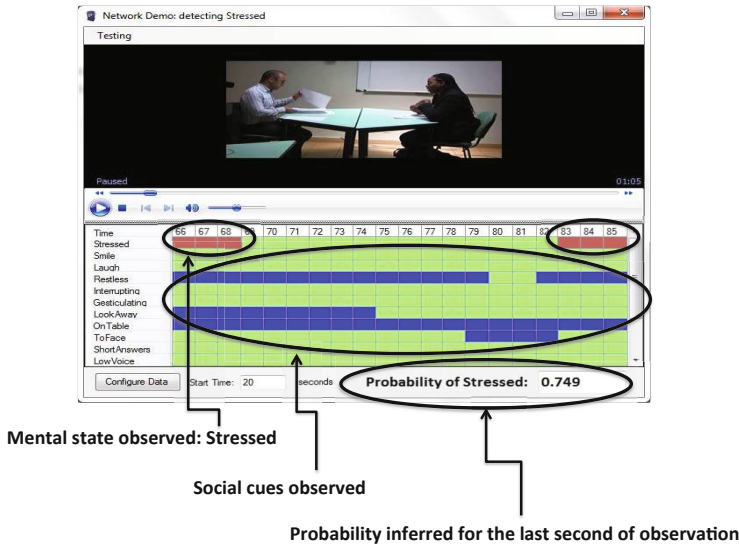 Network Demo: detecting Stressed
Testing
Paused 01:05
Time 66 67 68 69 70 71 72 73 74 75 76 77 78 79 80 81 82 83 84 85
Stressed
Smile
Laugh
Restless
Interrupting
Gesticulating
LookAway
OnTable
ToFace
ShortAnswers
LowVoice
Configure Data Start Time: 20 seconds Probability of Stressed: 0.749
Mental state observed: Stressed
Social cues observed
Probability inferred for the last second of observation